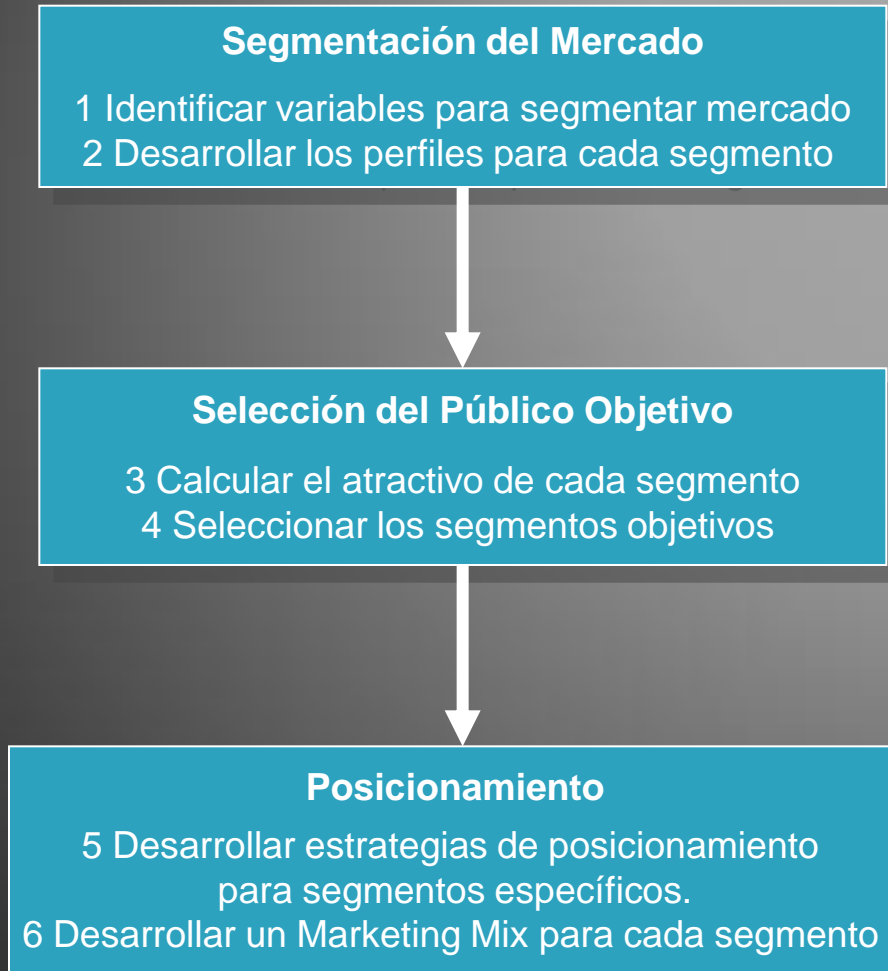 Segmentación del Mercado
1 Identificar variables para segmentar mercado
2 Desarrollar los perfiles para cada segmento
Selección del Público Objetivo
3 Calcular el atractivo de cada segmento
4 Seleccionar los segmentos objetivos
Posicionamiento
5 Desarrollar estrategias de posicionamiento
para segmentos específicos.
6 Desarrollar un Marketing Mix para cada segmento